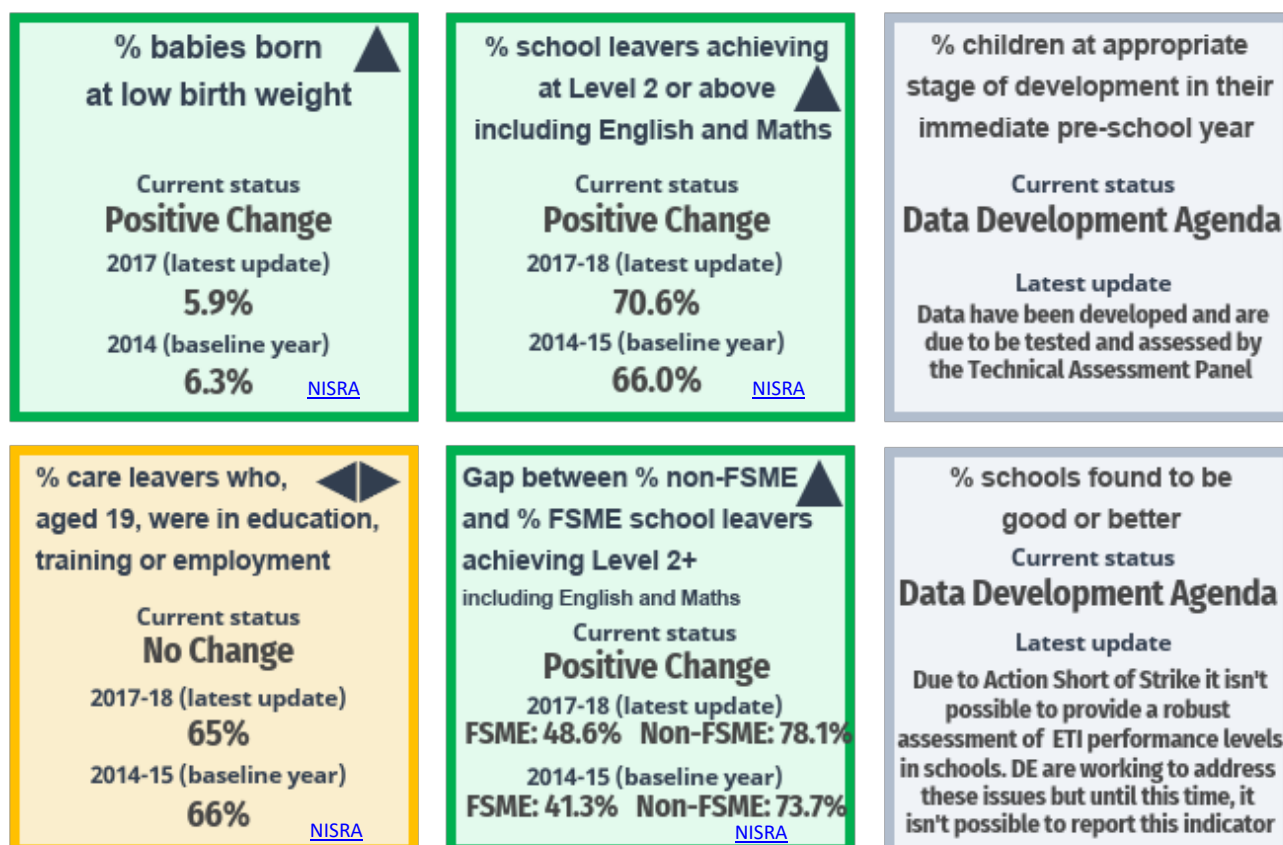 % babies born
at low birth weight
Current status
Positive Change
2017 (latest update)
5.9%
2014 (baseline year)
6.3%
NISRA
% school leavers achieving
at Level 2 or above
including English and Maths
Current status
Positive Change
2017-18 (latest update)
70.6%
2014-15 (baseline year)
66.0%
NISRA
% children at appropriate
stage of development in their
immediate pre-school year
Current status
Data Development Agenda
Latest update
Data have been developed and are
due to be tested and assessed by
the Technical Assessment Panel
% care leavers who,
aged 19, were in education,
training or employment
Current status
No Change
2017-18 (latest update)
65%
2014-15 (baseline year)
66%
NISRA
Gap between % non-FSME
and % FSME school leavers
achieving Level 2+
including English and Maths
Current status
Positive Change
2017-18 (latest update)
FSME: 48.6% Non-FSME: 78.1%
2014-15 (baseline year)
FSME: 41.3% Non-FSME: 73.7%
NISRA
% schools found to be
good or better
Current status
Data Development Agenda
Latest update
Due to Action Short of Strike it isn't
possible to provide a robust
assessment of ETI performance levels
in schools. DE are working to address
these issues but until this time, it
isn't possible to report this indicator